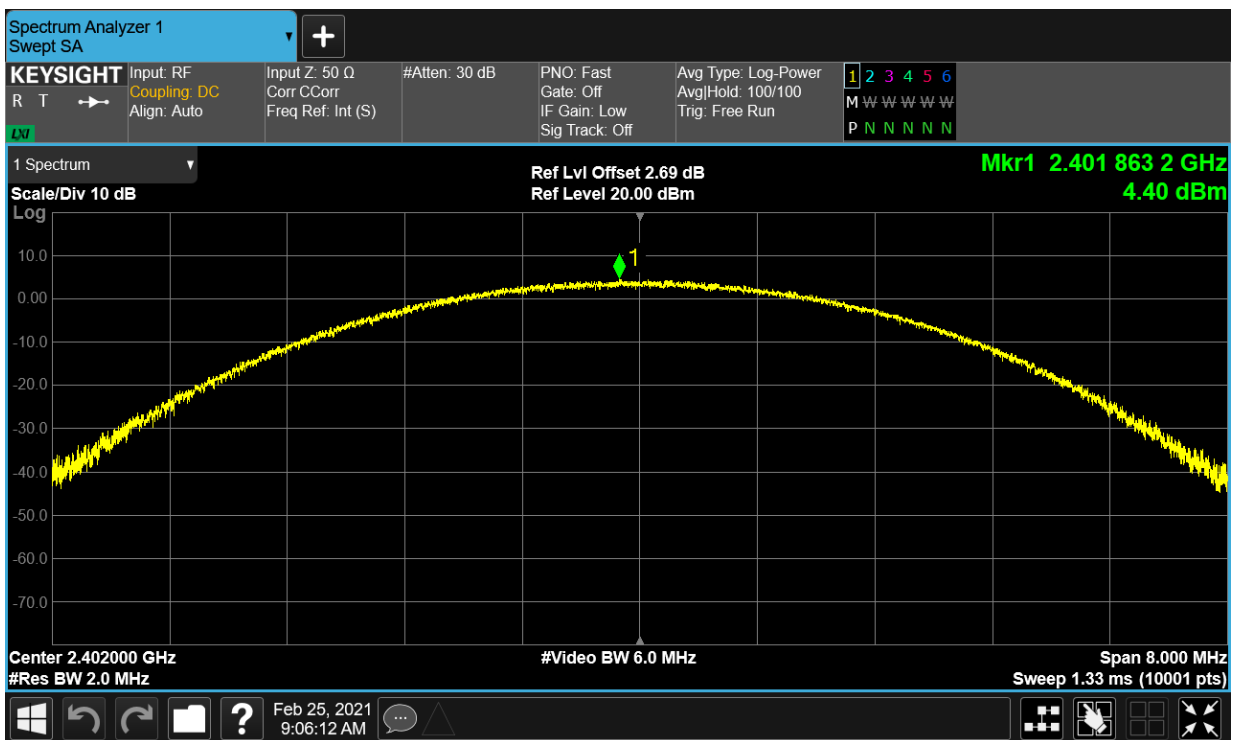 Spectrum Analyzer 1
Swept SA
KEYSIGHT
R T
LXI
Input: RF
Coupling: DC
Align: Auto
Input Z: 50 Ω
Corr CCorr
Freq Ref: Int (S)
#Atten: 30 dB
PNO: Fast
Gate: Off
IF Gain: Low
Sig Track: Off
Avg Type: Log-Power
Avg|Hold: 100/100
Trig: Free Run
1 2 3 4 5 6
M W W W W W
P N N N N N
1 Spectrum
Scale/Div 10 dB
Log
Ref Lvl Offset 2.69 dB
Ref Level 20.00 dBm
Mkr1 2.401 863 2 GHz
4.40 dBm
1
10.0
0.00
-10.0
-20.0
-30.0
-40.0
-50.0
-60.0
-70.0
Center 2.402000 GHz
#Res BW 2.0 MHz
#Video BW 6.0 MHz
Span 8.000 MHz
Sweep 1.33 ms (10001 pts)
?
Feb 25, 2021
9:06:12 AM